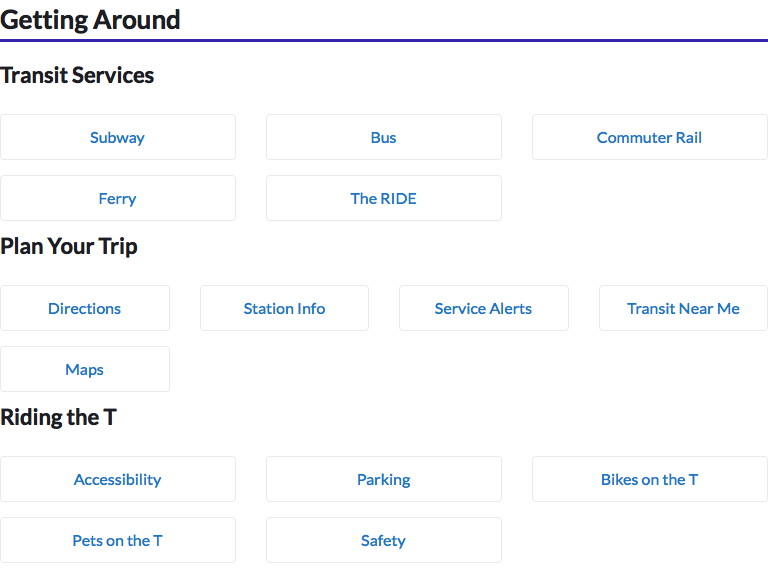 Getting Around
Transit Services
Subway
Bus
Commuter Rail
Ferry
The RIDE
Plan Your Trip
Directions
Station Info
Service Alerts
Transit Near Me
Maps
Riding the T
Accessibility
Parking
Bikes on the T
Pets on the T
Safety